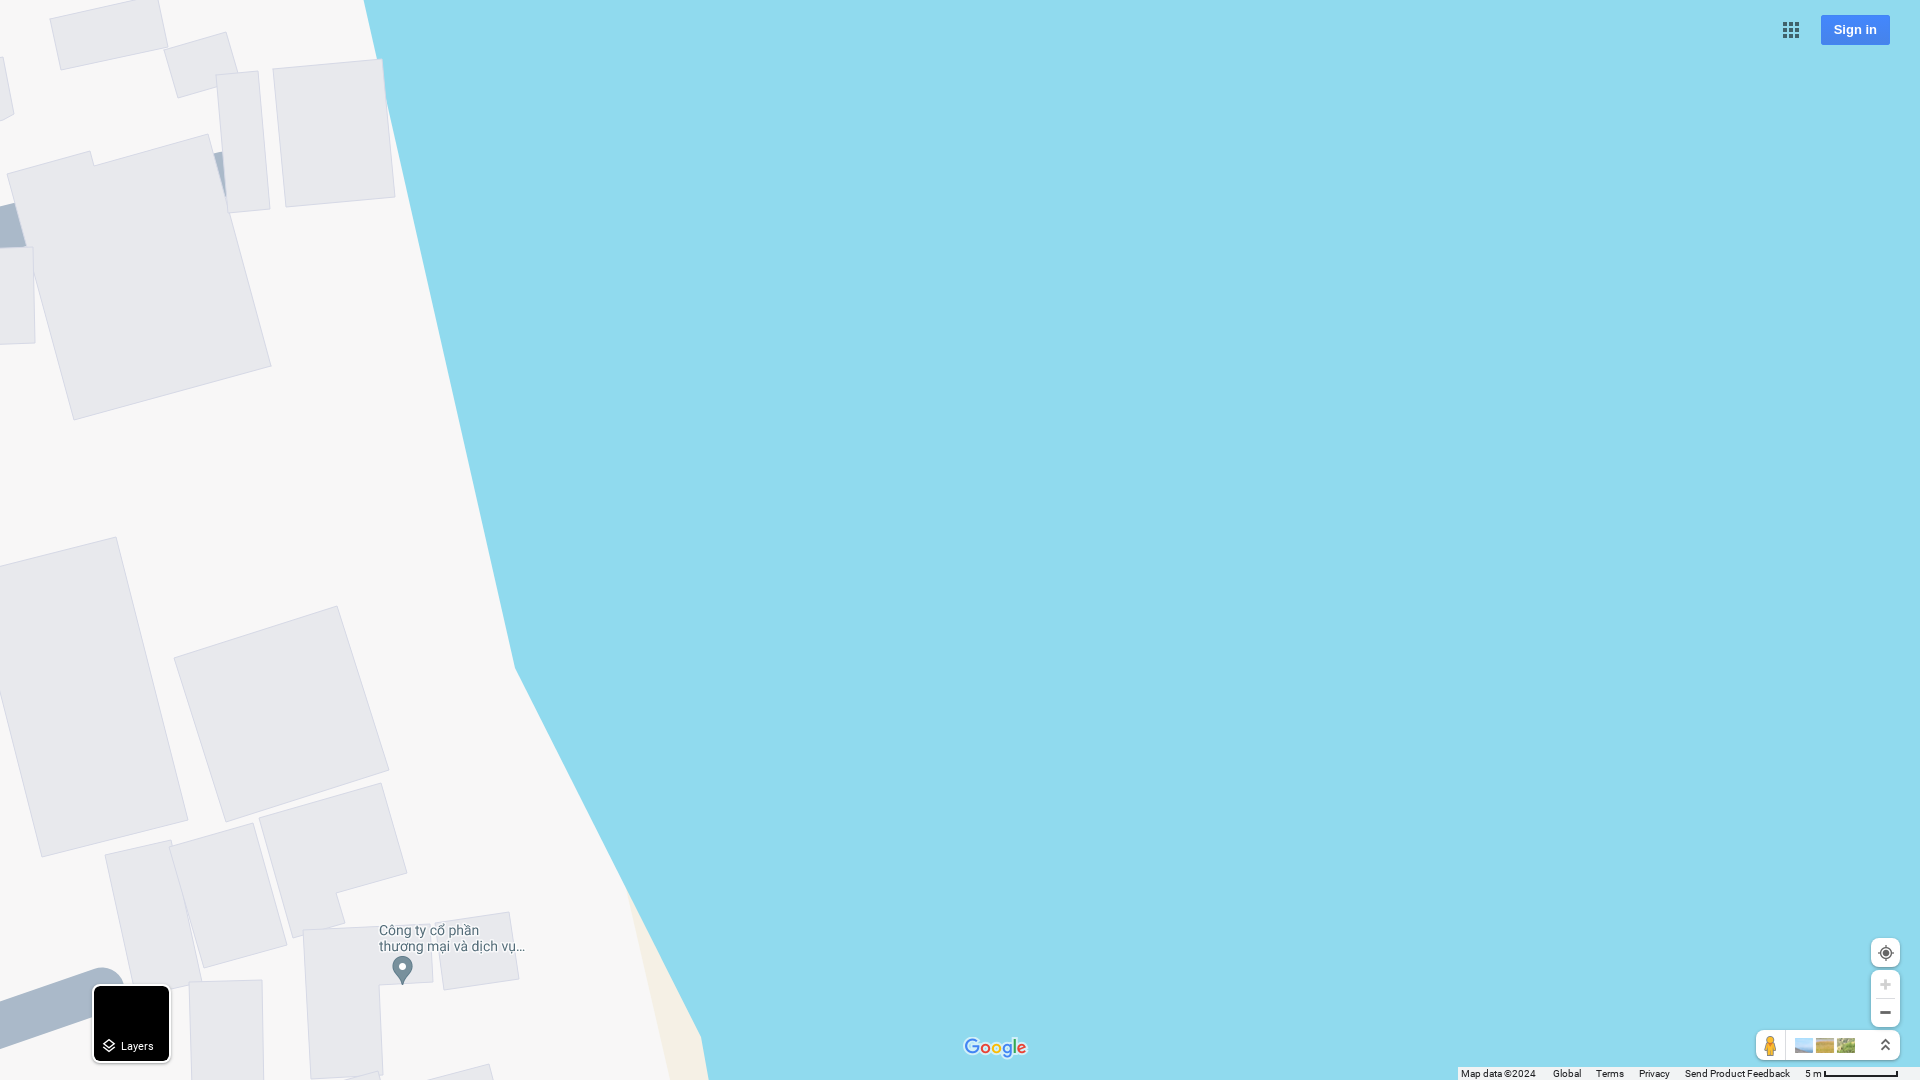 Sign in
Công ty cổ phần
thương mại và dịch vụ...
Layers
Google
Map data ©2024 Global Terms Privacy Send Product Feedback 5 m